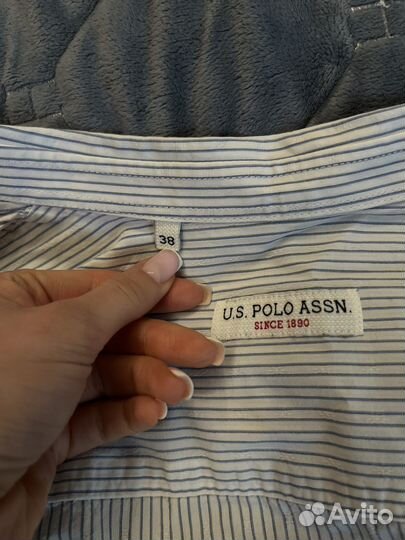 38
U.S. POLO ASSN.
SINCE 1890
Avito